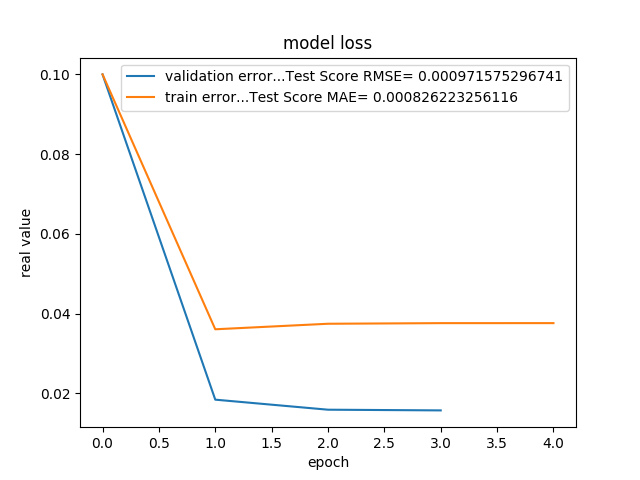 model loss
validation error...Test Score RMSE= 0.000971575296741
train error...Test Score MAE= 0.000826223256116
0.10
0.08
0.06
0.04
0.02
real value
0.0 0.5 1.0 1.5 2.0 2.5 3.0 3.5 4.0
epoch